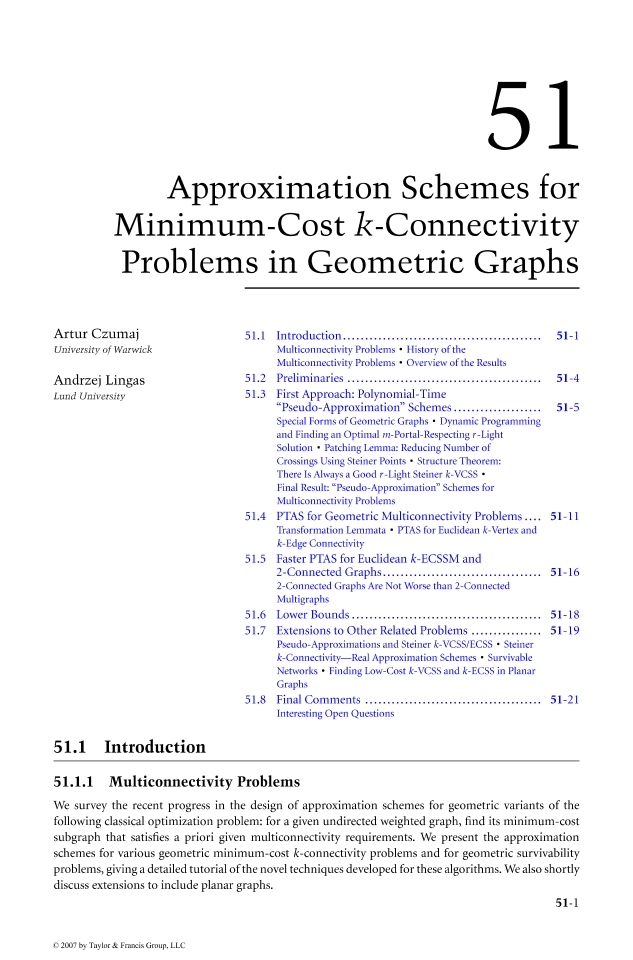 51
Approximation Schemes for
Minimum-Cost k-Connectivity
Problems in Geometric Graphs
Artur Czumaj
University of Warwick
Andrzej Lingas
Lund University
51.1 Introduction........................................... 51-1
Multiconnectivity Problems • History of the
Multiconnectivity Problems • Overview of the Results
51.2 Preliminaries .......................................... 51-4
51.3 First Approach: Polynomial-Time
“Pseudo-Approximation” Schemes................... 51-5
Special Forms of Geometric Graphs • Dynamic Programming
and Finding an Optimal m-Portal-Respecting r-Light
Solution • Patching Lemma: Reducing Number of
Crossings Using Steiner Points • Structure Theorem:
There Is Always a Good r-Light Steiner k-VCSS •
Final Result: “Pseudo-Approximation” Schemes for
Multiconnectivity Problems
51.4 PTAS for Geometric Multiconnectivity Problems .... 51-11
Transformation Lemmata • PTAS for Euclidean k-Vertex and
k-Edge Connectivity
51.5 Faster PTAS for Euclidean k-ECSSM and
2-Connected Graphs.................................. 51-16
2-Connected Graphs Are Not Worse than 2-Connected
Multigraphs
51.6 Lower Bounds ......................................... 51-18
51.7 Extensions to Other Related Problems ............... 51-19
Pseudo-Approximations and Steiner k-VCSS/ECSS • Steiner
k-Connectivity—Real Approximation Schemes • Survivable
Networks • Finding Low-Cost k-VCSS and k-ECSS in Planar
Graphs
51.8 Final Comments ...................................... 51-21
Interesting Open Questions
51.1 Introduction
51.1.1 Multiconnectivity Problems
We survey the recent progress in the design of approximation schemes for geometric variants of the
following classical optimization problem: for a given undirected weighted graph, find its minimum-cost
subgraph that satisfies a priori given multiconnectivity requirements. We present the approximation
schemes for various geometric minimum-cost k-connectivity problems and for geometric survivability
problems, giving a detailed tutorial of the novel techniques developed for these algorithms. We also shortly
discuss extensions to include planar graphs.
51-1
© 2007 by Taylor & Francis Group, LLC